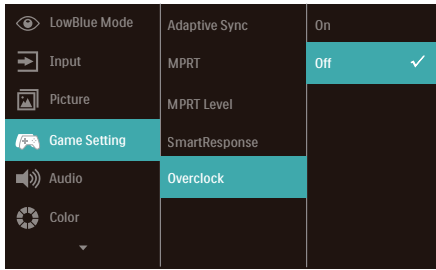 LowBlue Mode
Input
Picture
Game Setting
Audio
Color
Adaptive Sync
MPRT
MPRT Level
SmartResponse
Overclock
On
Off